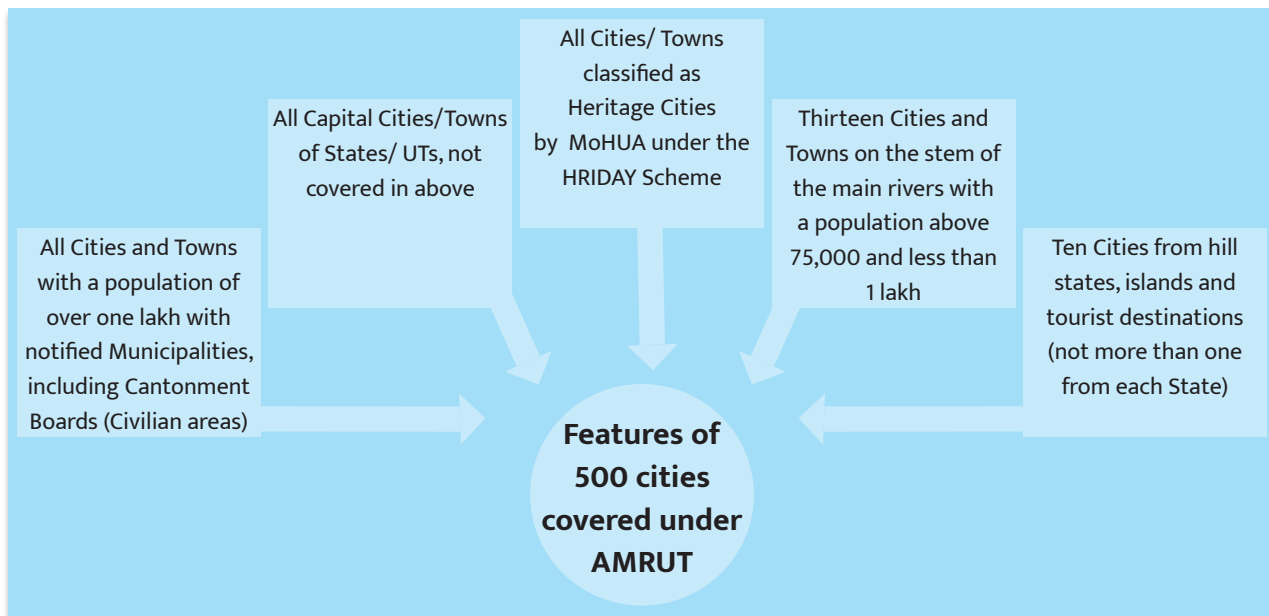 All Cities and Towns
with a population of
over one lakh with
notified Municipalities,
including Cantonment
Boards (Civilian areas)
All Capital Cities/Towns
of States/ UTs, not
covered in above
All Cities/ Towns
classified as
Heritage Cities
by MoHUA under the
HRIDAY Scheme
Thirteen Cities and
Towns on the stem of
the main rivers with
a population above
75,000 and less than
1 lakh
Ten Cities from hill
states, islands and
tourist destinations
(not more than one
from each State)
Features of
500 cities
covered under
AMRUT